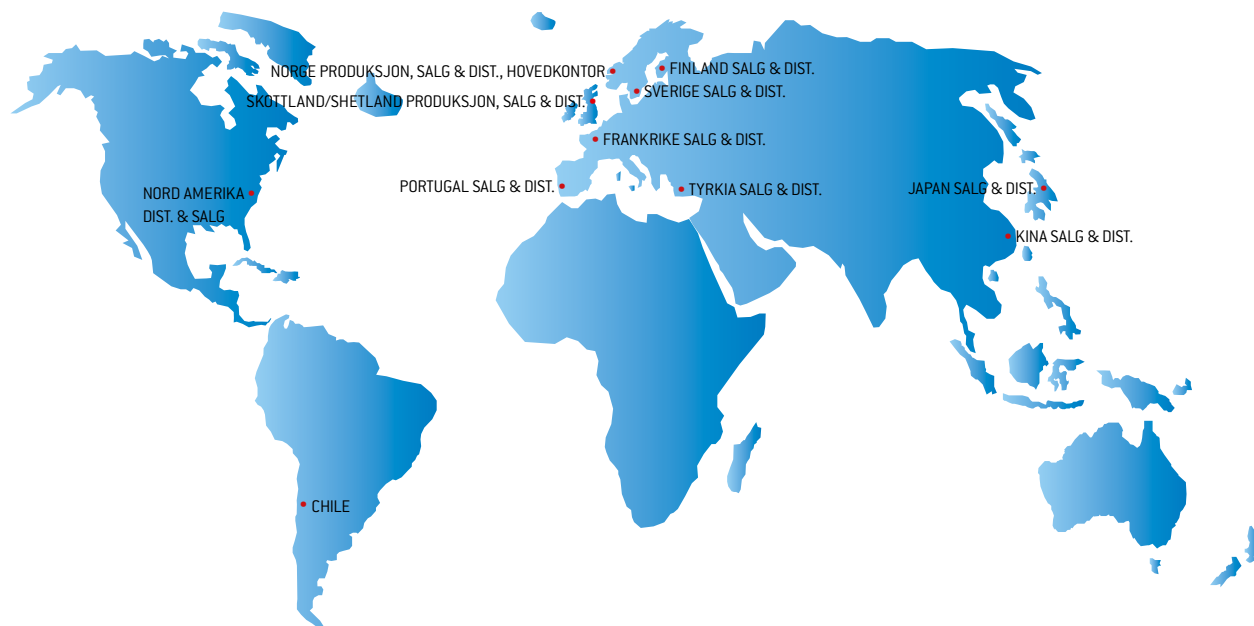 NORGE PRODUKSJON, SALG & DIST., HOVEDKONTOR
FINLAND SALG & DIST.
SVERIGE SALG & DIST.
SKOTTLAND/SHETLAND PRODUKSJON, SALG & DIST.
FRANKRIKE SALG & DIST.
PORTUGAL SALG & DIST.
TYRKIA SALG & DIST.
JAPAN SALG & DIST.
NORD AMERIKA
DIST. & SALG
KINA SALG & DIST.
CHILE